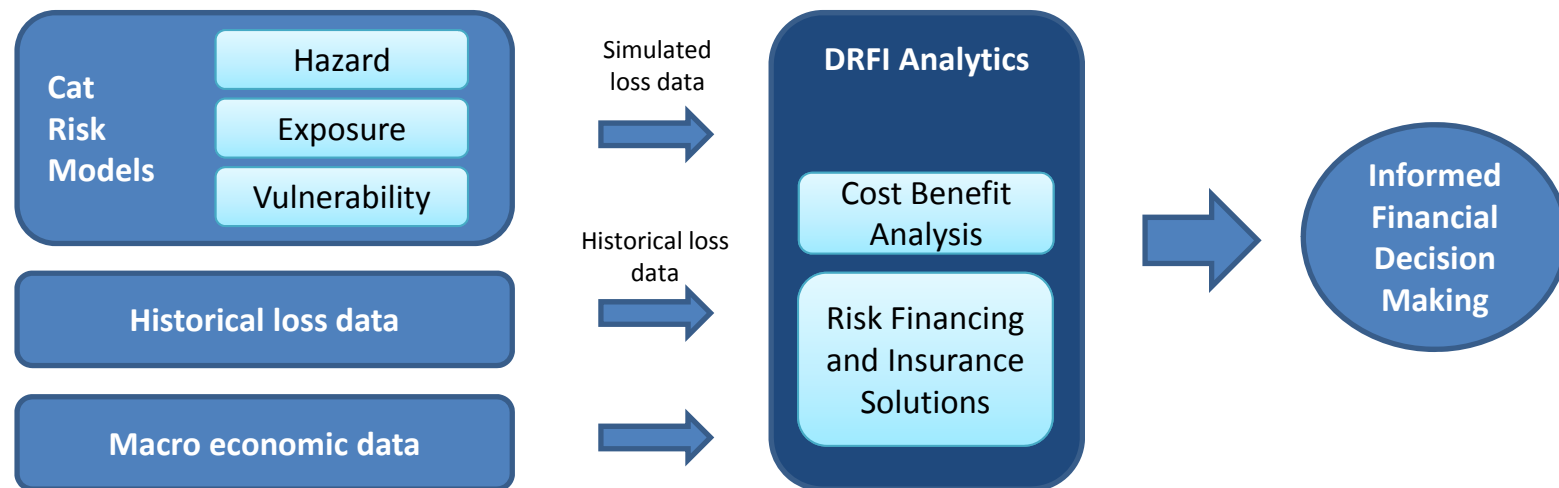 Cat
Risk
Models
Hazard
Exposure
Vulnerability
Historical loss data
Macro economic data
Simulated
loss data
Historical loss
data
DRFI Analytics
Cost Benefit
Analysis
Risk Financing
and Insurance
Solutions
Informed
Financial
Decision
Making